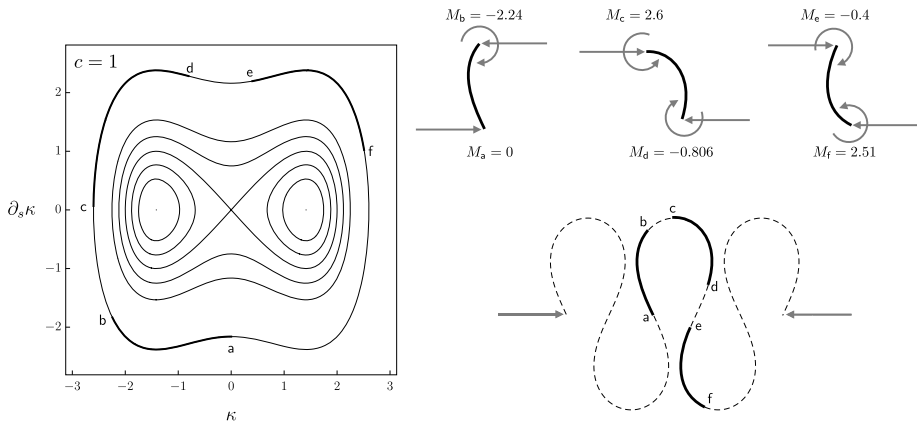 c = 1
d
e
f
c
b
a
2
1
0
−1
−2
∂ₛκ
−3
−2
−1
0
1
2
3
κ
M_b = −2.24
M_c = 2.6
M_e = −0.4
M_a = 0
M_d = −0.806
M_f = 2.51
c
b
d
a
e
f